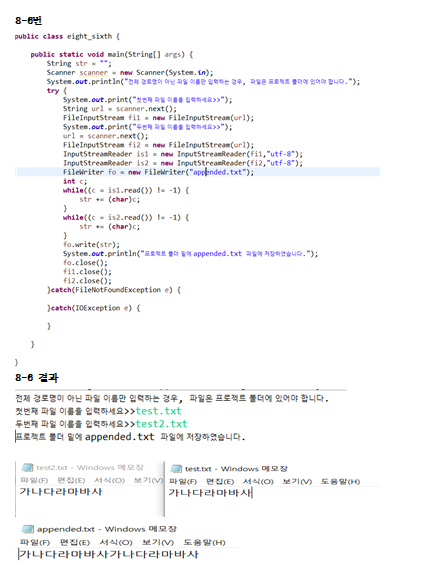 8-6번
public class eight_sixth {
public static void main(String[] args) {
String str = "";
Scanner scanner = new Scanner(System.in);
System.out.println("전체 경로명이 아닌 파일 이름만 입력하는 경우, 파일은 프로젝트 폴더에 있어야 합니다.");
try {
System.out.print("첫번째 파일 이름을 입력하세요>>");
String url = scanner.next();
FileInputStream fi1 = new FileInputStream(url);
System.out.print("두번째 파일 이름을 입력하세요>>");
url = scanner.next();
FileInputStream fi2 = new FileInputStream(url);
InputStreamReader is1 = new InputStreamReader(fi1,"utf-8");
InputStreamReader is2 = new InputStreamReader(fi2,"utf-8");
FileWriter fo = new FileWriter("appended.txt");
int c;
while((c = is1.read()) != -1) {
str += (char)c;
}
while((c = is2.read()) != -1) {
str += (char)c;
}
fo.write(str);
System.out.println("프로젝트 폴더 밑에 appended.txt 파일에 저장하였습니다.");
fo.close();
fi1.close();
fi2.close();
}catch(FileNotFoundException e) {
}catch(IOException e) {
}
}
}
8-6 결과
전체 경로명이 아닌 파일 이름만 입력하는 경우, 파일은 프로젝트 폴더에 있어야 합니다.
첫번째 파일 이름을 입력하세요>>test.txt
두번째 파일 이름을 입력하세요>>test2.txt
프로젝트 폴더 밑에 appended.txt 파일에 저장하였습니다.
test2.txt - Windows 메모장
파일(F) 편집(E) 서식(O) 보기(V)
가나다라마바사
test.txt - Windows 메모장
파일(F) 편집(E) 서식(O) 보기(V) 도움말(H)
가나다라마바사
appended.txt - Windows 메모장
파일(F) 편집(E) 서식(O) 보기(V) 도움말(H)
가나다라마바사가나다라마바사